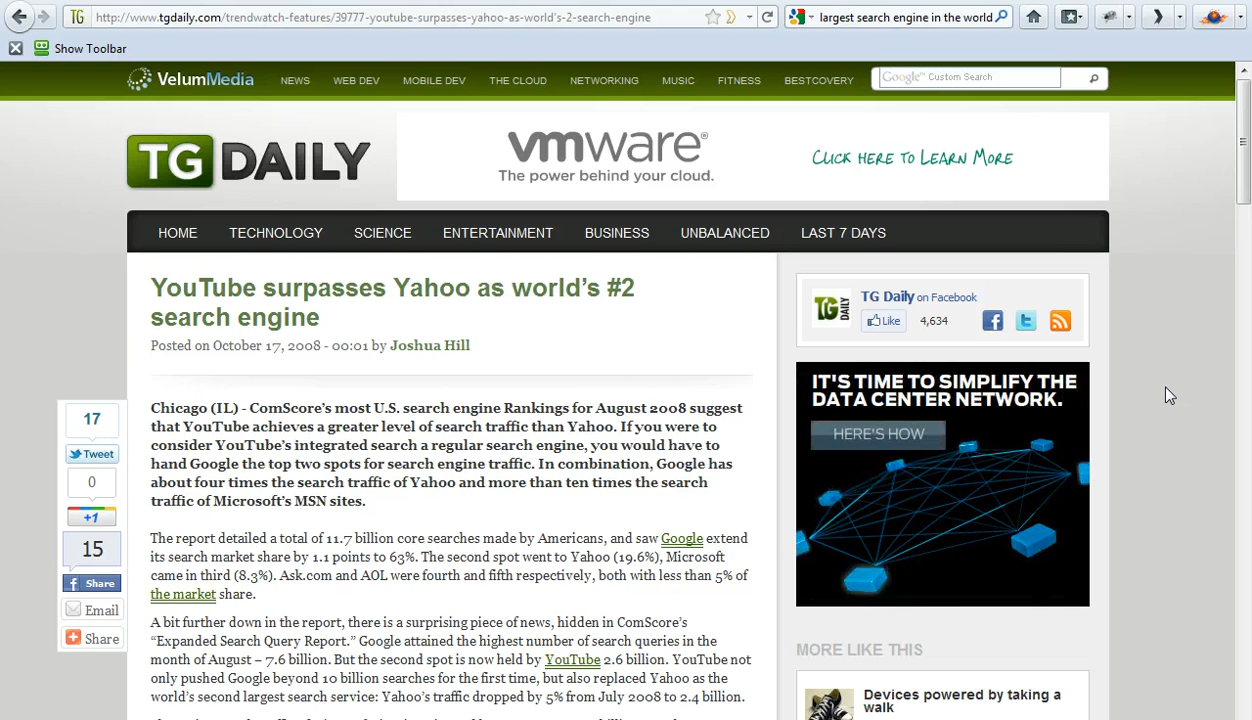 http://www.tgdaily.com/trendwatch-features/39777-youtube-surpasses-yahoo-as-world's-2-search-engine
largest search engine in the world
Show Toolbar
VelumMedia
NEWS WEB DEV MOBILE DEV THE CLOUD NETWORKING MUSIC FITNESS BESTCOVERY
Google™ Custom Search
TG DAILY
vmware®
The power behind your cloud.
CLICK HERE TO LEARN MORE
HOME TECHNOLOGY SCIENCE ENTERTAINMENT BUSINESS UNBALANCED LAST 7 DAYS
YouTube surpasses Yahoo as world's #2
search engine
Posted on October 17, 2008 - 00:01 by Joshua Hill
Chicago (IL) - ComScore's most U.S. search engine Rankings for August 2008 suggest
that YouTube achieves a greater level of search traffic than Yahoo. If you were to
consider YouTube's integrated search a regular search engine, you would have to
hand Google the top two spots for search engine traffic. In combination, Google has
about four times the search traffic of Yahoo and more than ten times the search
traffic of Microsoft's MSN sites.
The report detailed a total of 11.7 billion core searches made by Americans, and saw Google extend
its search market share by 1.1 points to 63%. The second spot went to Yahoo (19.6%), Microsoft
came in third (8.3%). Ask.com and AOL were fourth and fifth respectively, both with less than 5% of
the market share.
A bit further down in the report, there is a surprising piece of news, hidden in ComScore's
"Expanded Search Query Report." Google attained the highest number of search queries in the
month of August – 7.6 billion. But the second spot is now held by YouTube 2.6 billion. YouTube not
only pushed Google beyond 10 billion searches for the first time, but also replaced Yahoo as the
world's second largest search service: Yahoo's traffic dropped by 5% from July 2008 to 2.4 billion.
17
Tweet
0
+1
15
Share
Email
Share
TG DAILY
TG Daily on Facebook
Like 4,634
IT'S TIME TO SIMPLIFY THE
DATA CENTER NETWORK.
HERE'S HOW
MORE LIKE THIS
Devices powered by taking a
walk